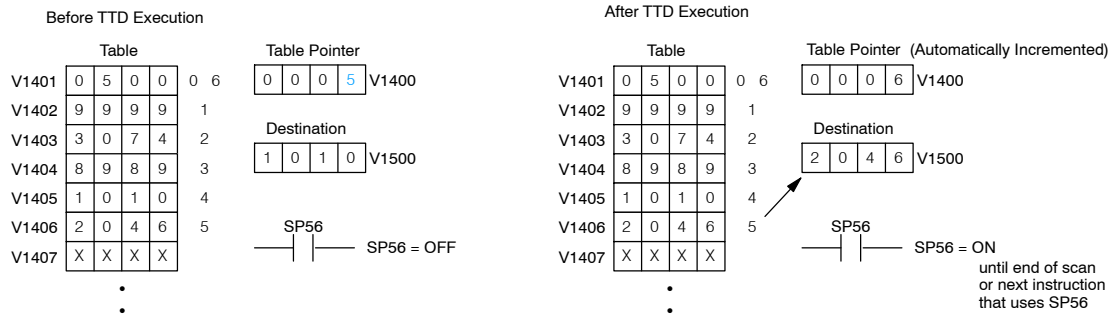 Before TTD Execution
Table
Table Pointer
V1401 0 5 0 0 0 6
0 0 0 5 V1400
V1402 9 9 9 9 1
V1403 3 0 7 4 2
Destination
V1404 8 9 8 9 3
1 0 1 0 V1500
V1405 1 0 1 0 4
V1406 2 0 4 6 5
SP56
V1407 X X X X
SP56 = OFF
After TTD Execution
Table
Table Pointer (Automatically Incremented)
V1401 0 5 0 0 0 6
0 0 0 6 V1400
V1402 9 9 9 9 1
V1403 3 0 7 4 2
Destination
V1404 8 9 8 9 3
2 0 4 6 V1500
V1405 1 0 1 0 4
V1406 2 0 4 6 5
SP56
V1407 X X X X
SP56 = ON
until end of scan
or next instruction
that uses SP56